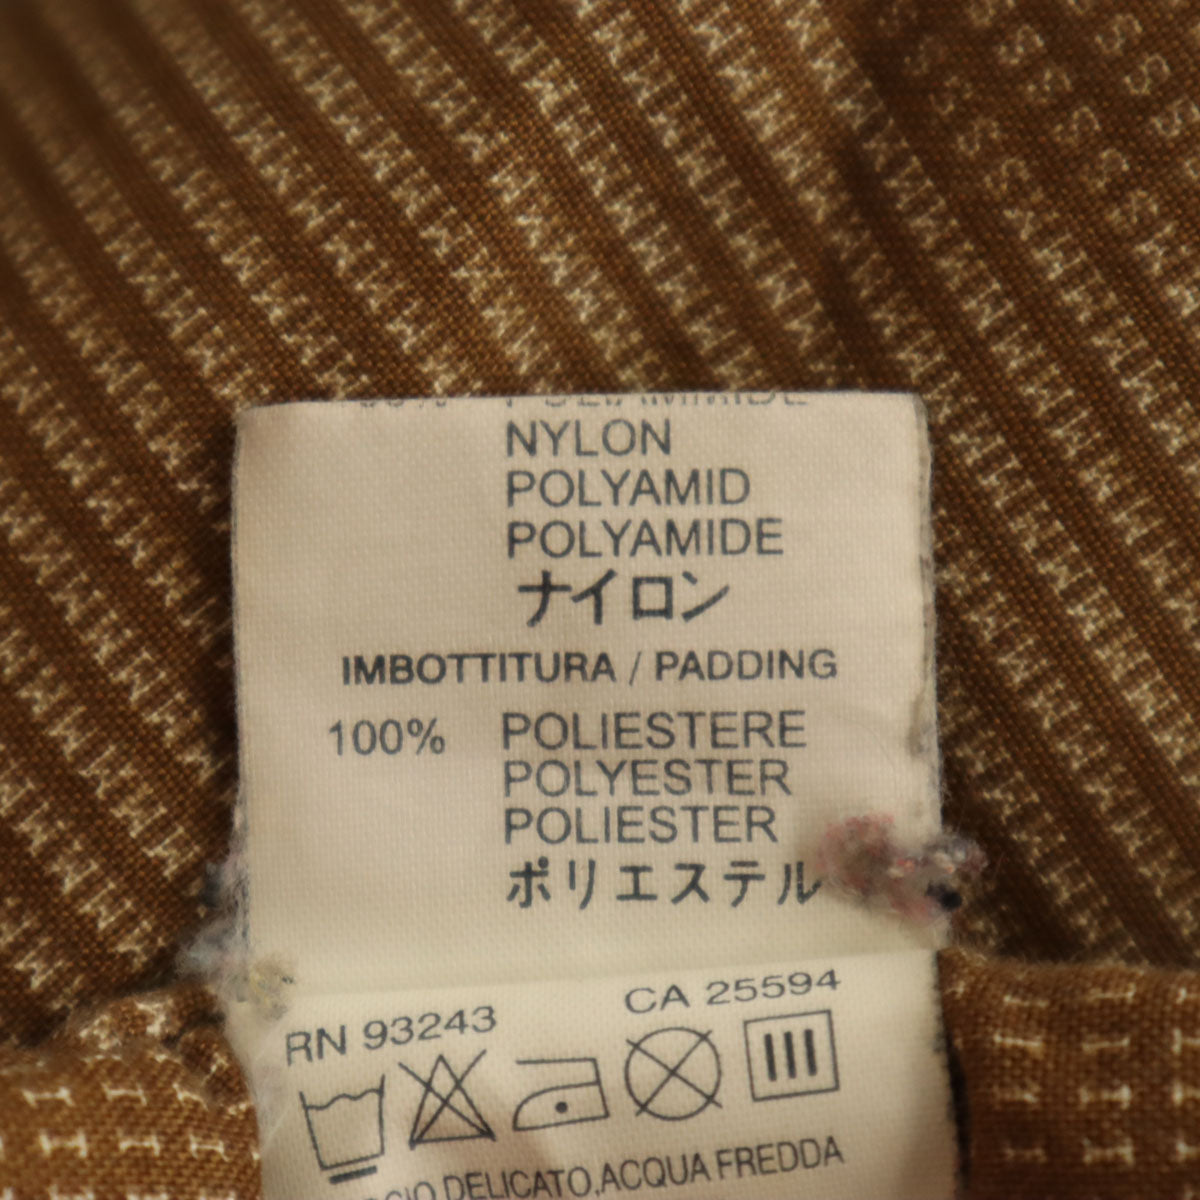 POLIAMMIDE
NYLON
POLYAMID
POLYAMIDE
ナイロン
IMBOTTITURA / PADDING
100% POLIESTERE
POLYESTER
POLIESTER
ポリエステル
RN 93243 CA 25594
DELICATO,ACQUA FREDDA